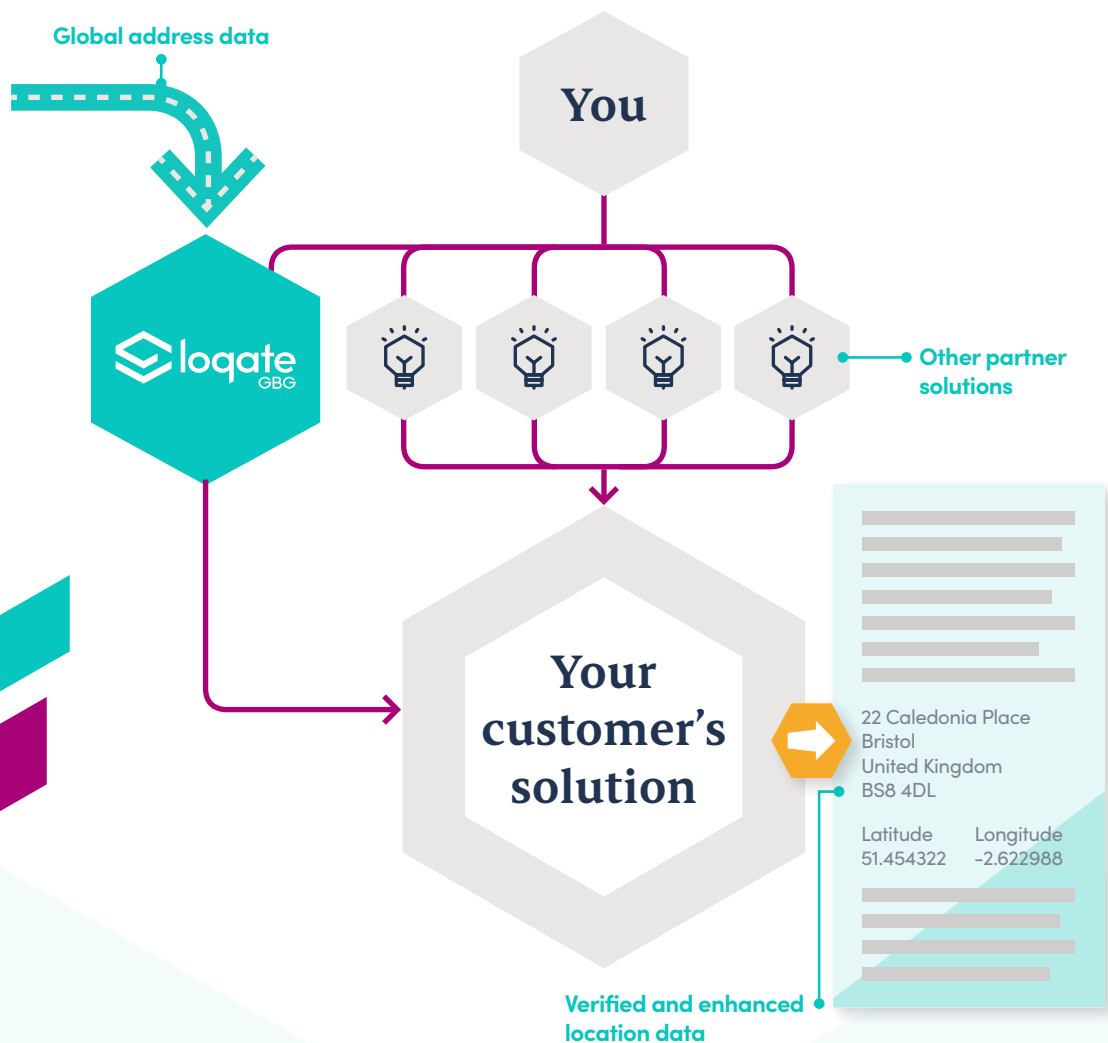 Global address data
You
loqate
GBG
Other partner
solutions
Your
customer’s
solution
22 Caledonia Place
Bristol
United Kingdom
BS8 4DL
Latitude Longitude
51.454322 -2.622988
Verified and enhanced
location data